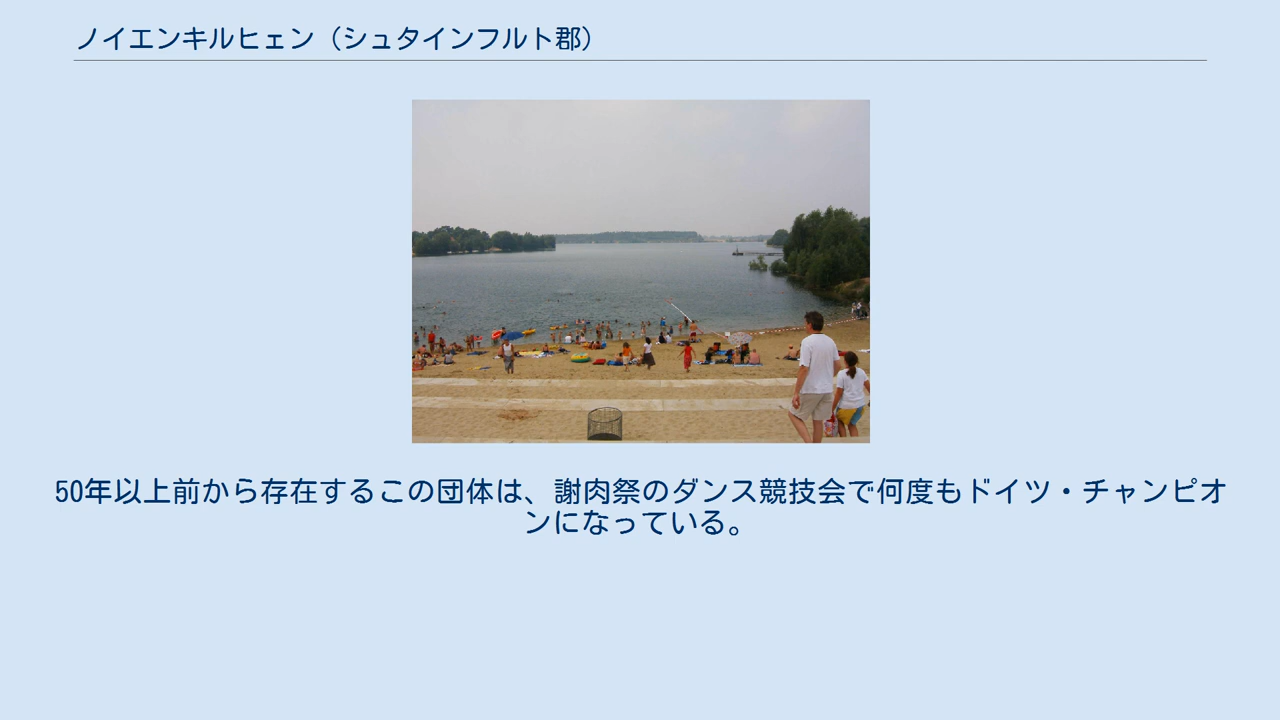 ノイエンキルヒェン（シュタインフルト郡）
50年以上前から存在するこの団体は、謝肉祭のダンス競技会で何度もドイツ・チャンピオ
ンになっている。